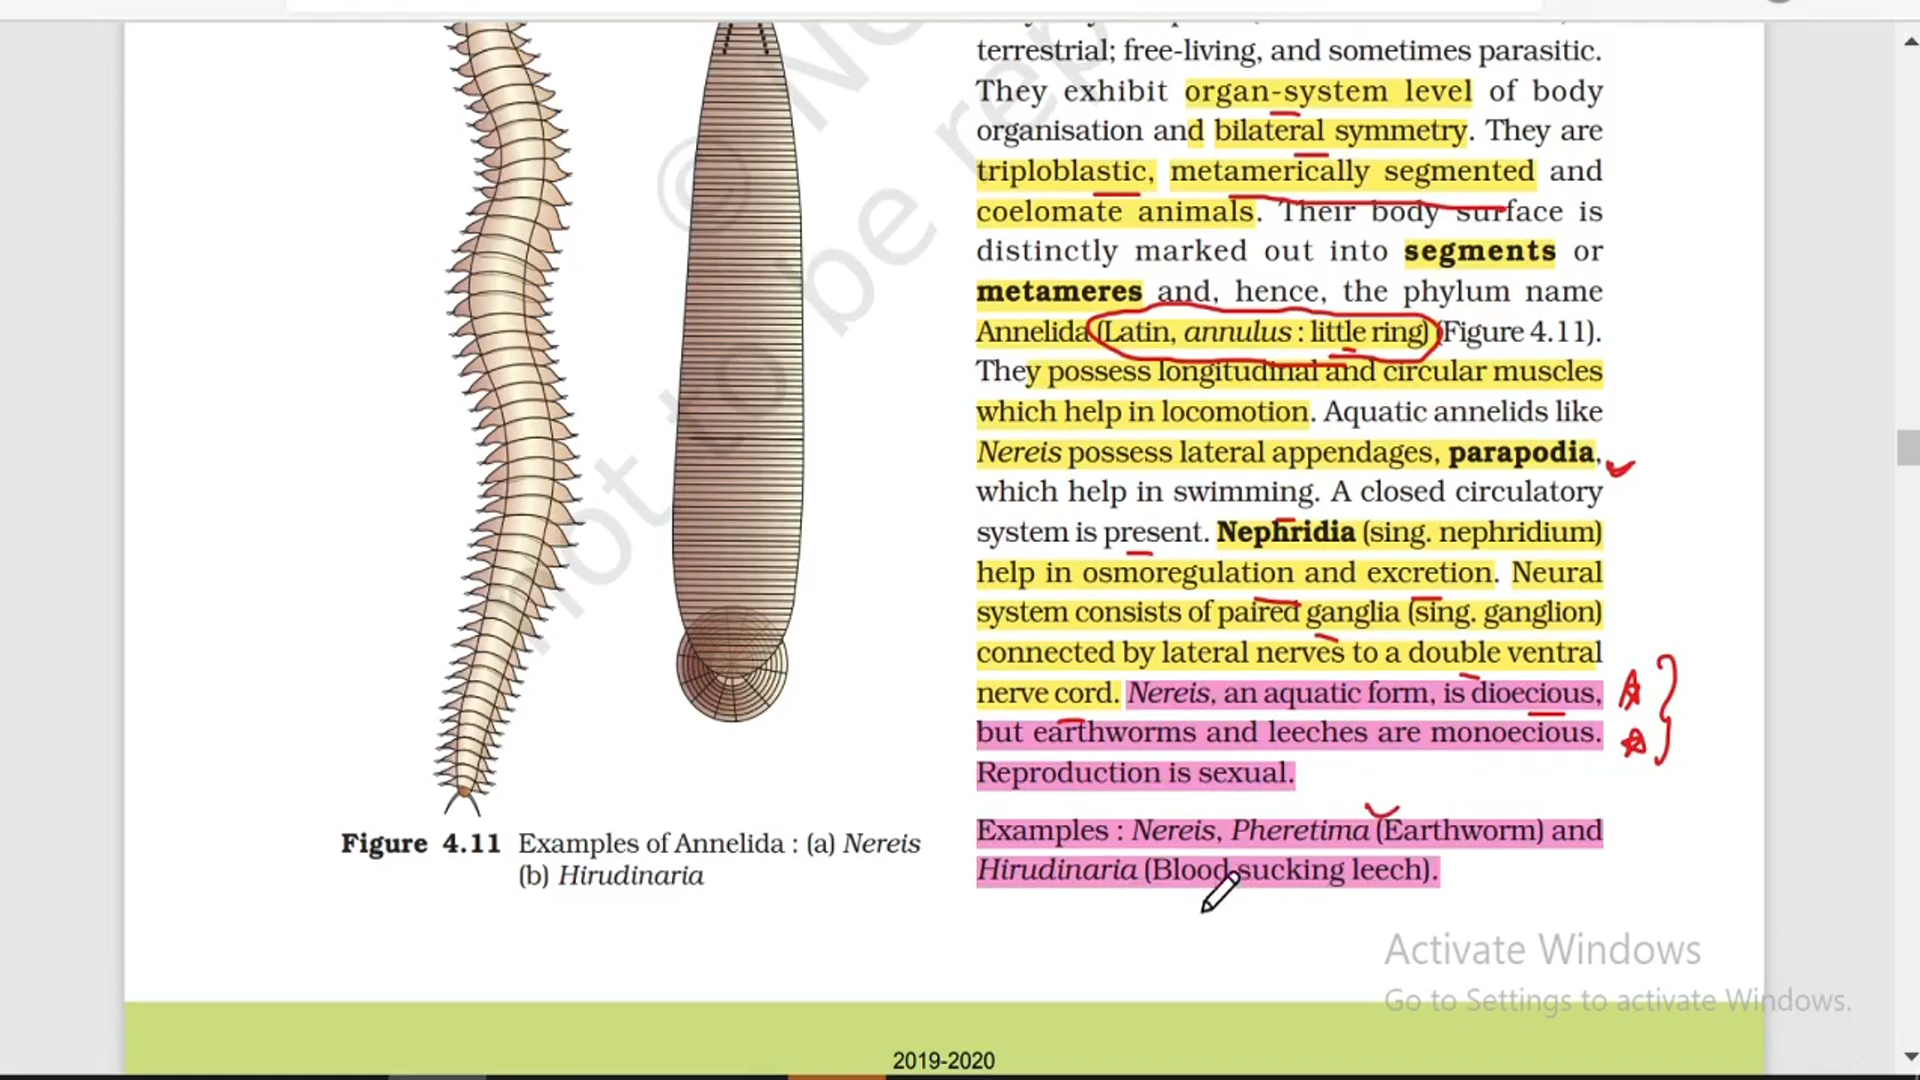 terrestrial; free-living, and sometimes parasitic.
They exhibit organ-system level of body
organisation and bilateral symmetry. They are
triploblastic, metamerically segmented and
coelomate animals. Their body surface is
distinctly marked out into segments or
metameres and, hence, the phylum name
Annelida (Latin, annulus : little ring) (Figure 4.11).
They possess longitudinal and circular muscles
which help in locomotion. Aquatic annelids like
Nereis possess lateral appendages, parapodia,
which help in swimming. A closed circulatory
system is present. Nephridia (sing. nephridium)
help in osmoregulation and excretion. Neural
system consists of paired ganglia (sing. ganglion)
connected by lateral nerves to a double ventral
nerve cord. Nereis, an aquatic form, is dioecious,
but earthworms and leeches are monoecious.
Reproduction is sexual.
Examples : Nereis, Pheretima (Earthworm) and
Hirudinaria (Blood sucking leech).
Figure 4.11 Examples of Annelida : (a) Nereis
(b) Hirudinaria
not to be rep
Activate Windows
Go to Settings to activate Windows.
2019-2020